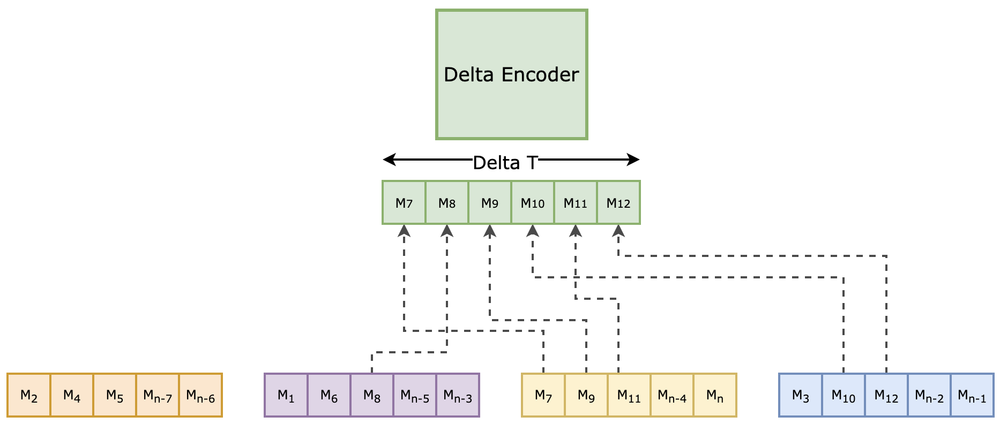 Delta Encoder
Delta T
M7 M8 M9 M10 M11 M12
M2 M4 M5 Mn-7 Mn-6 M1 M6 M8 Mn-5 Mn-3 M7 M9 M11 Mn-4 Mn M3 M10 M12 Mn-2 Mn-1